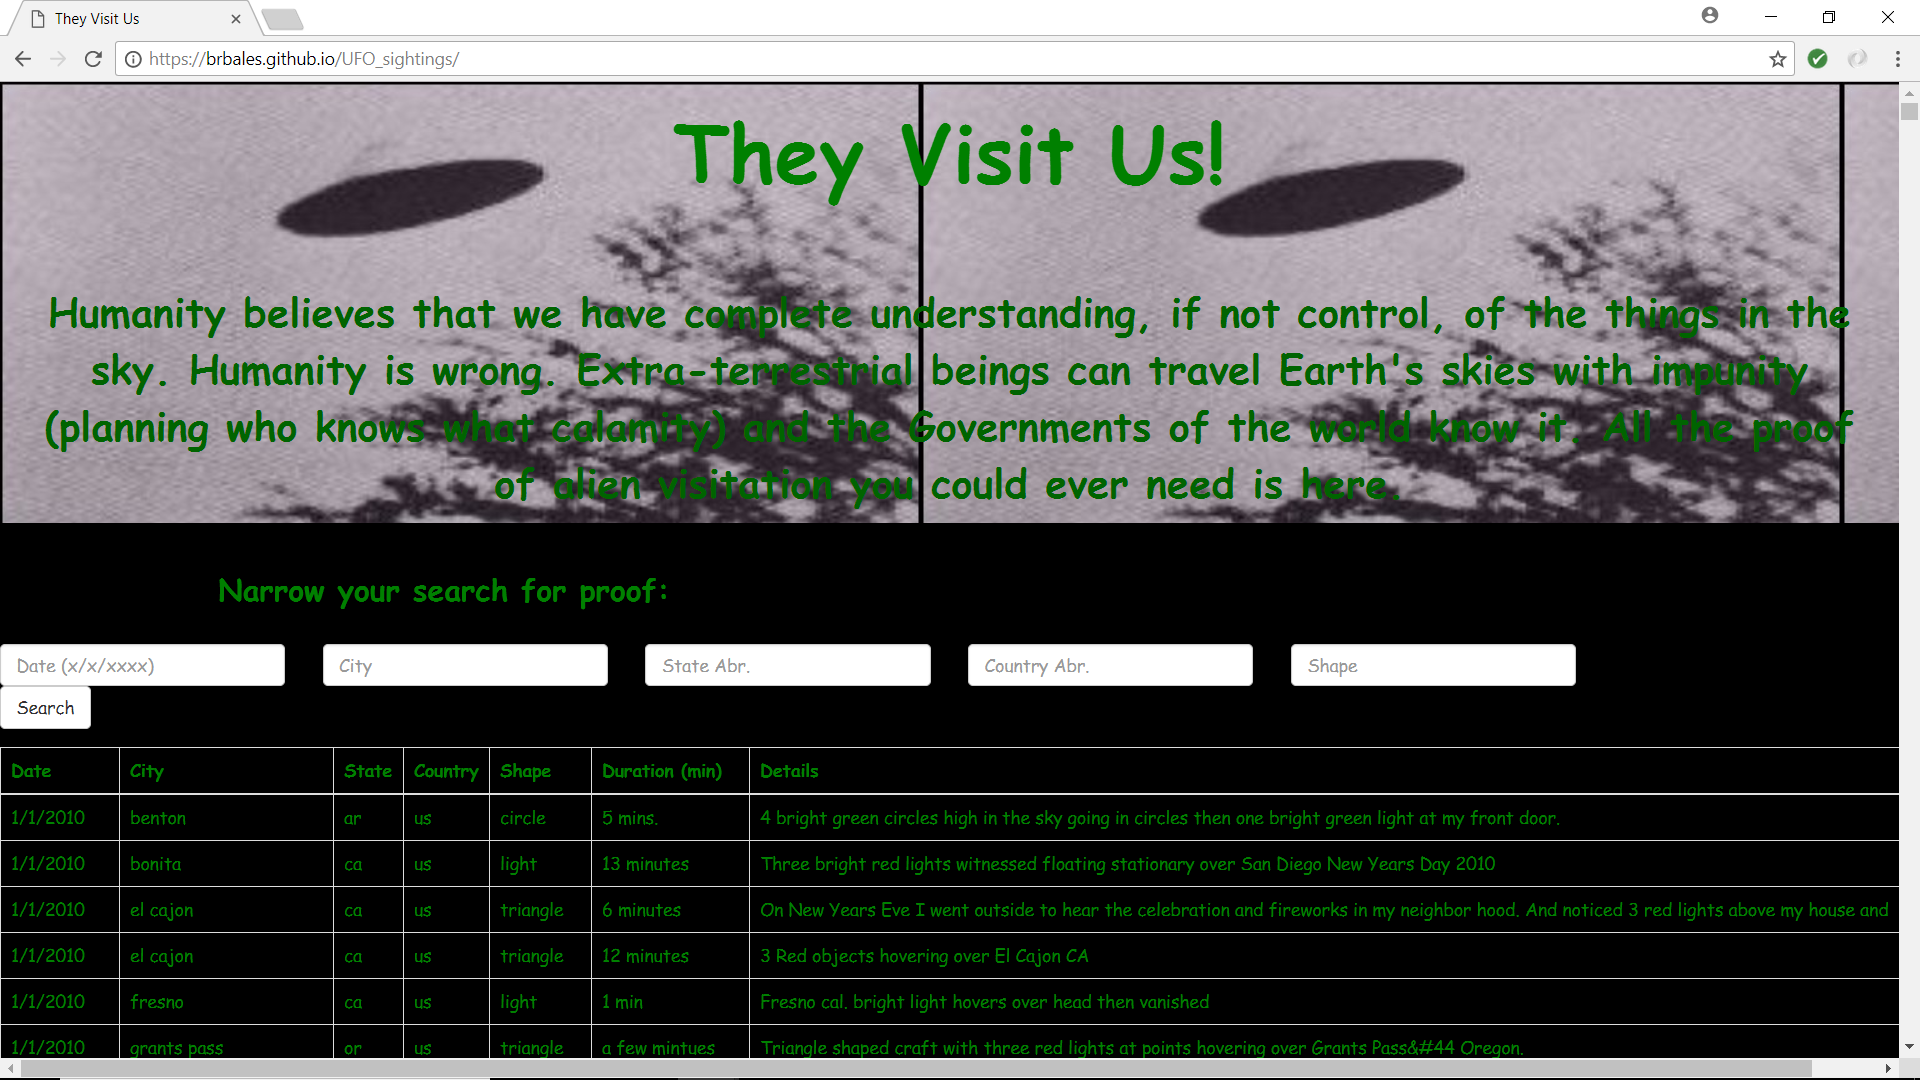 They Visit Us
https://brbales.github.io/UFO_sightings/
They Visit Us!
Humanity believes that we have complete understanding, if not control, of the things in the
sky. Humanity is wrong. Extra-terrestrial beings can travel Earth's skies with impunity
(planning who knows what calamity) and the Governments of the world know it. All the proof
of alien visitation you could ever need is here.
Narrow your search for proof:
Date (x/x/xxxx) City State Abr. Country Abr. Shape
Search
Date City State Country Shape Duration (min) Details
1/1/2010 benton ar us circle 5 mins. 4 bright green circles high in the sky going in circles then one bright green light at my front door.
1/1/2010 bonita ca us light 13 minutes Three bright red lights witnessed floating stationary over San Diego New Years Day 2010
1/1/2010 el cajon ca us triangle 6 minutes On New Years Eve I went outside to hear the celebration and fireworks in my neighbor hood. And noticed 3 red lights above my house and
1/1/2010 el cajon ca us triangle 12 minutes 3 Red objects hovering over El Cajon CA
1/1/2010 fresno ca us light 1 min Fresno cal. bright light hovers over head then vanished
1/1/2010 grants pass or us triangle a few mintues Triangle shaped craft with three red lights at points hovering over Grants Pass&#44 Oregon.